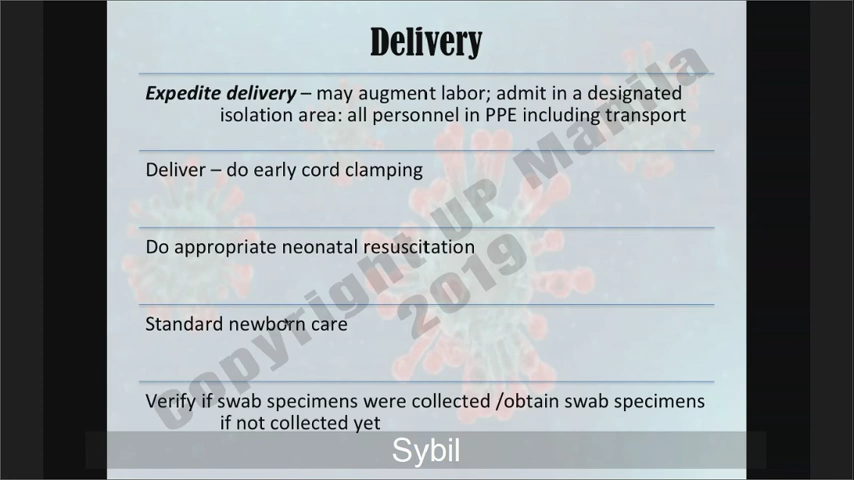 Delivery
Expedite delivery – may augment labor; admit in a designated
isolation area: all personnel in PPE including transport
Deliver – do early cord clamping
Do appropriate neonatal resuscitation
Standard newborn care
Verify if swab specimens were collected /obtain swab specimens
if not collected yet
Copyright UP Manila
2019
Sybil